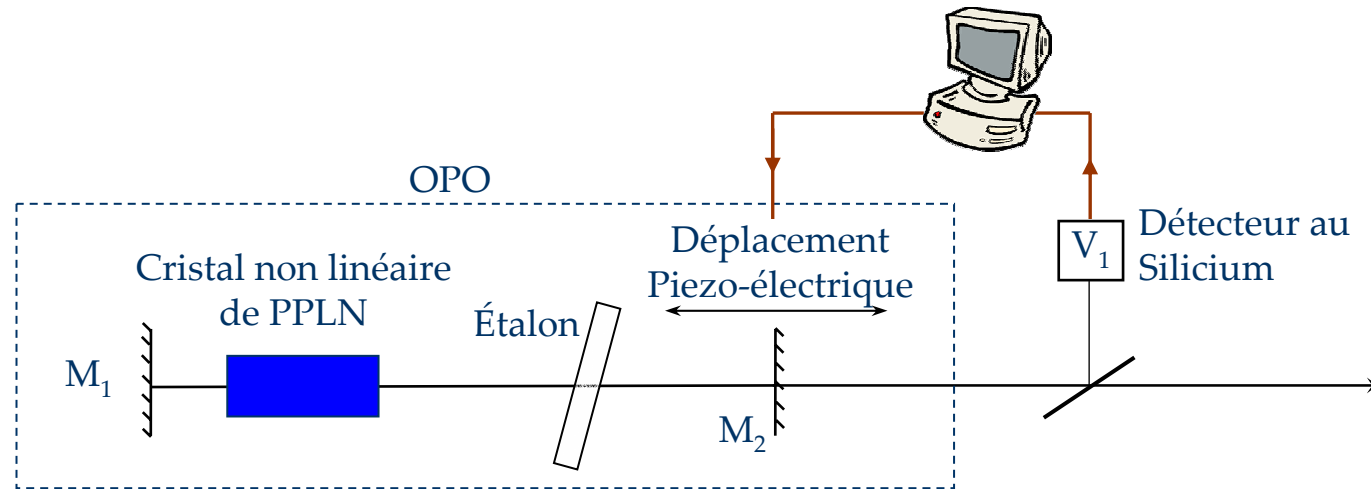 OPO
Déplacement
Piezo-électrique
Détecteur au
Silicium
V₁
Cristal non linéaire
de PPLN
Étalon
M₁
M₂